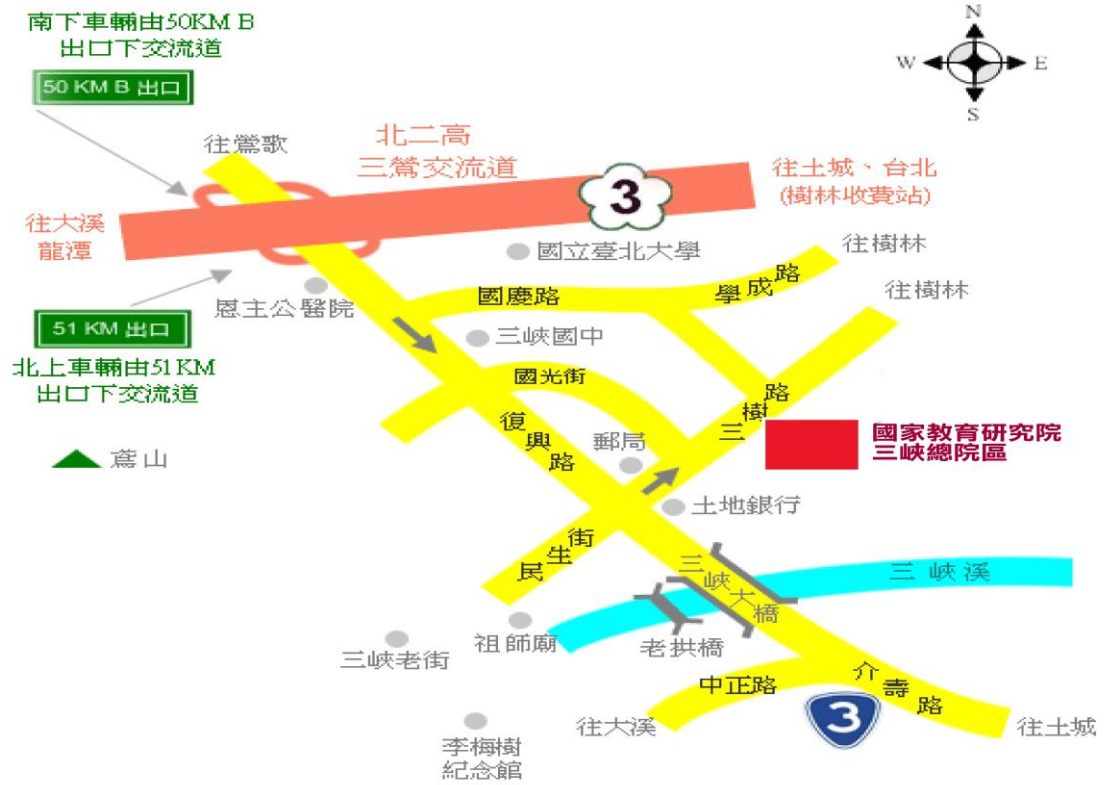 南下車輛由50KM B
出口下交流道
50 KM B 出口
N
W
E
S
往鶯歌
北二高
三鶯交流道
3
往土城、台北
(樹林收費站)
往大溪
龍潭
國立臺北大學
往樹林
往樹林
恩主公醫院
國慶路
學成路
51 KM 出口
三峽國中
北上車輛由51KM
出口下交流道
國光街
復興路
三樹路
郵局
國家教育研究院
三峽總院區
鳶山
土地銀行
民生街
三峽大橋
三峽溪
祖師廟
老拱橋
三峽老街
中正路
介壽路
3
往大溪
往土城
李梅樹
紀念館